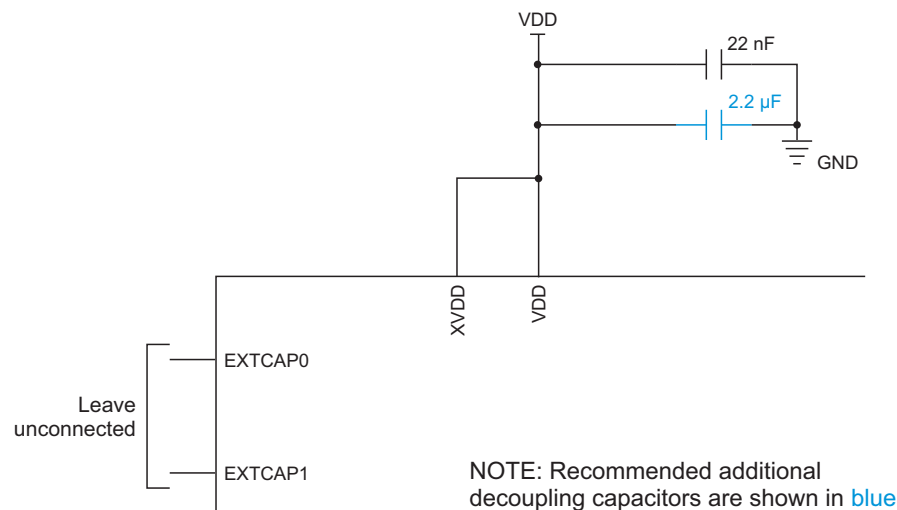 VDD
22 nF
2.2 µF
GND
XVDD
VDD
EXTCAP0
Leave
unconnected
EXTCAP1
NOTE: Recommended additional
decoupling capacitors are shown in blue